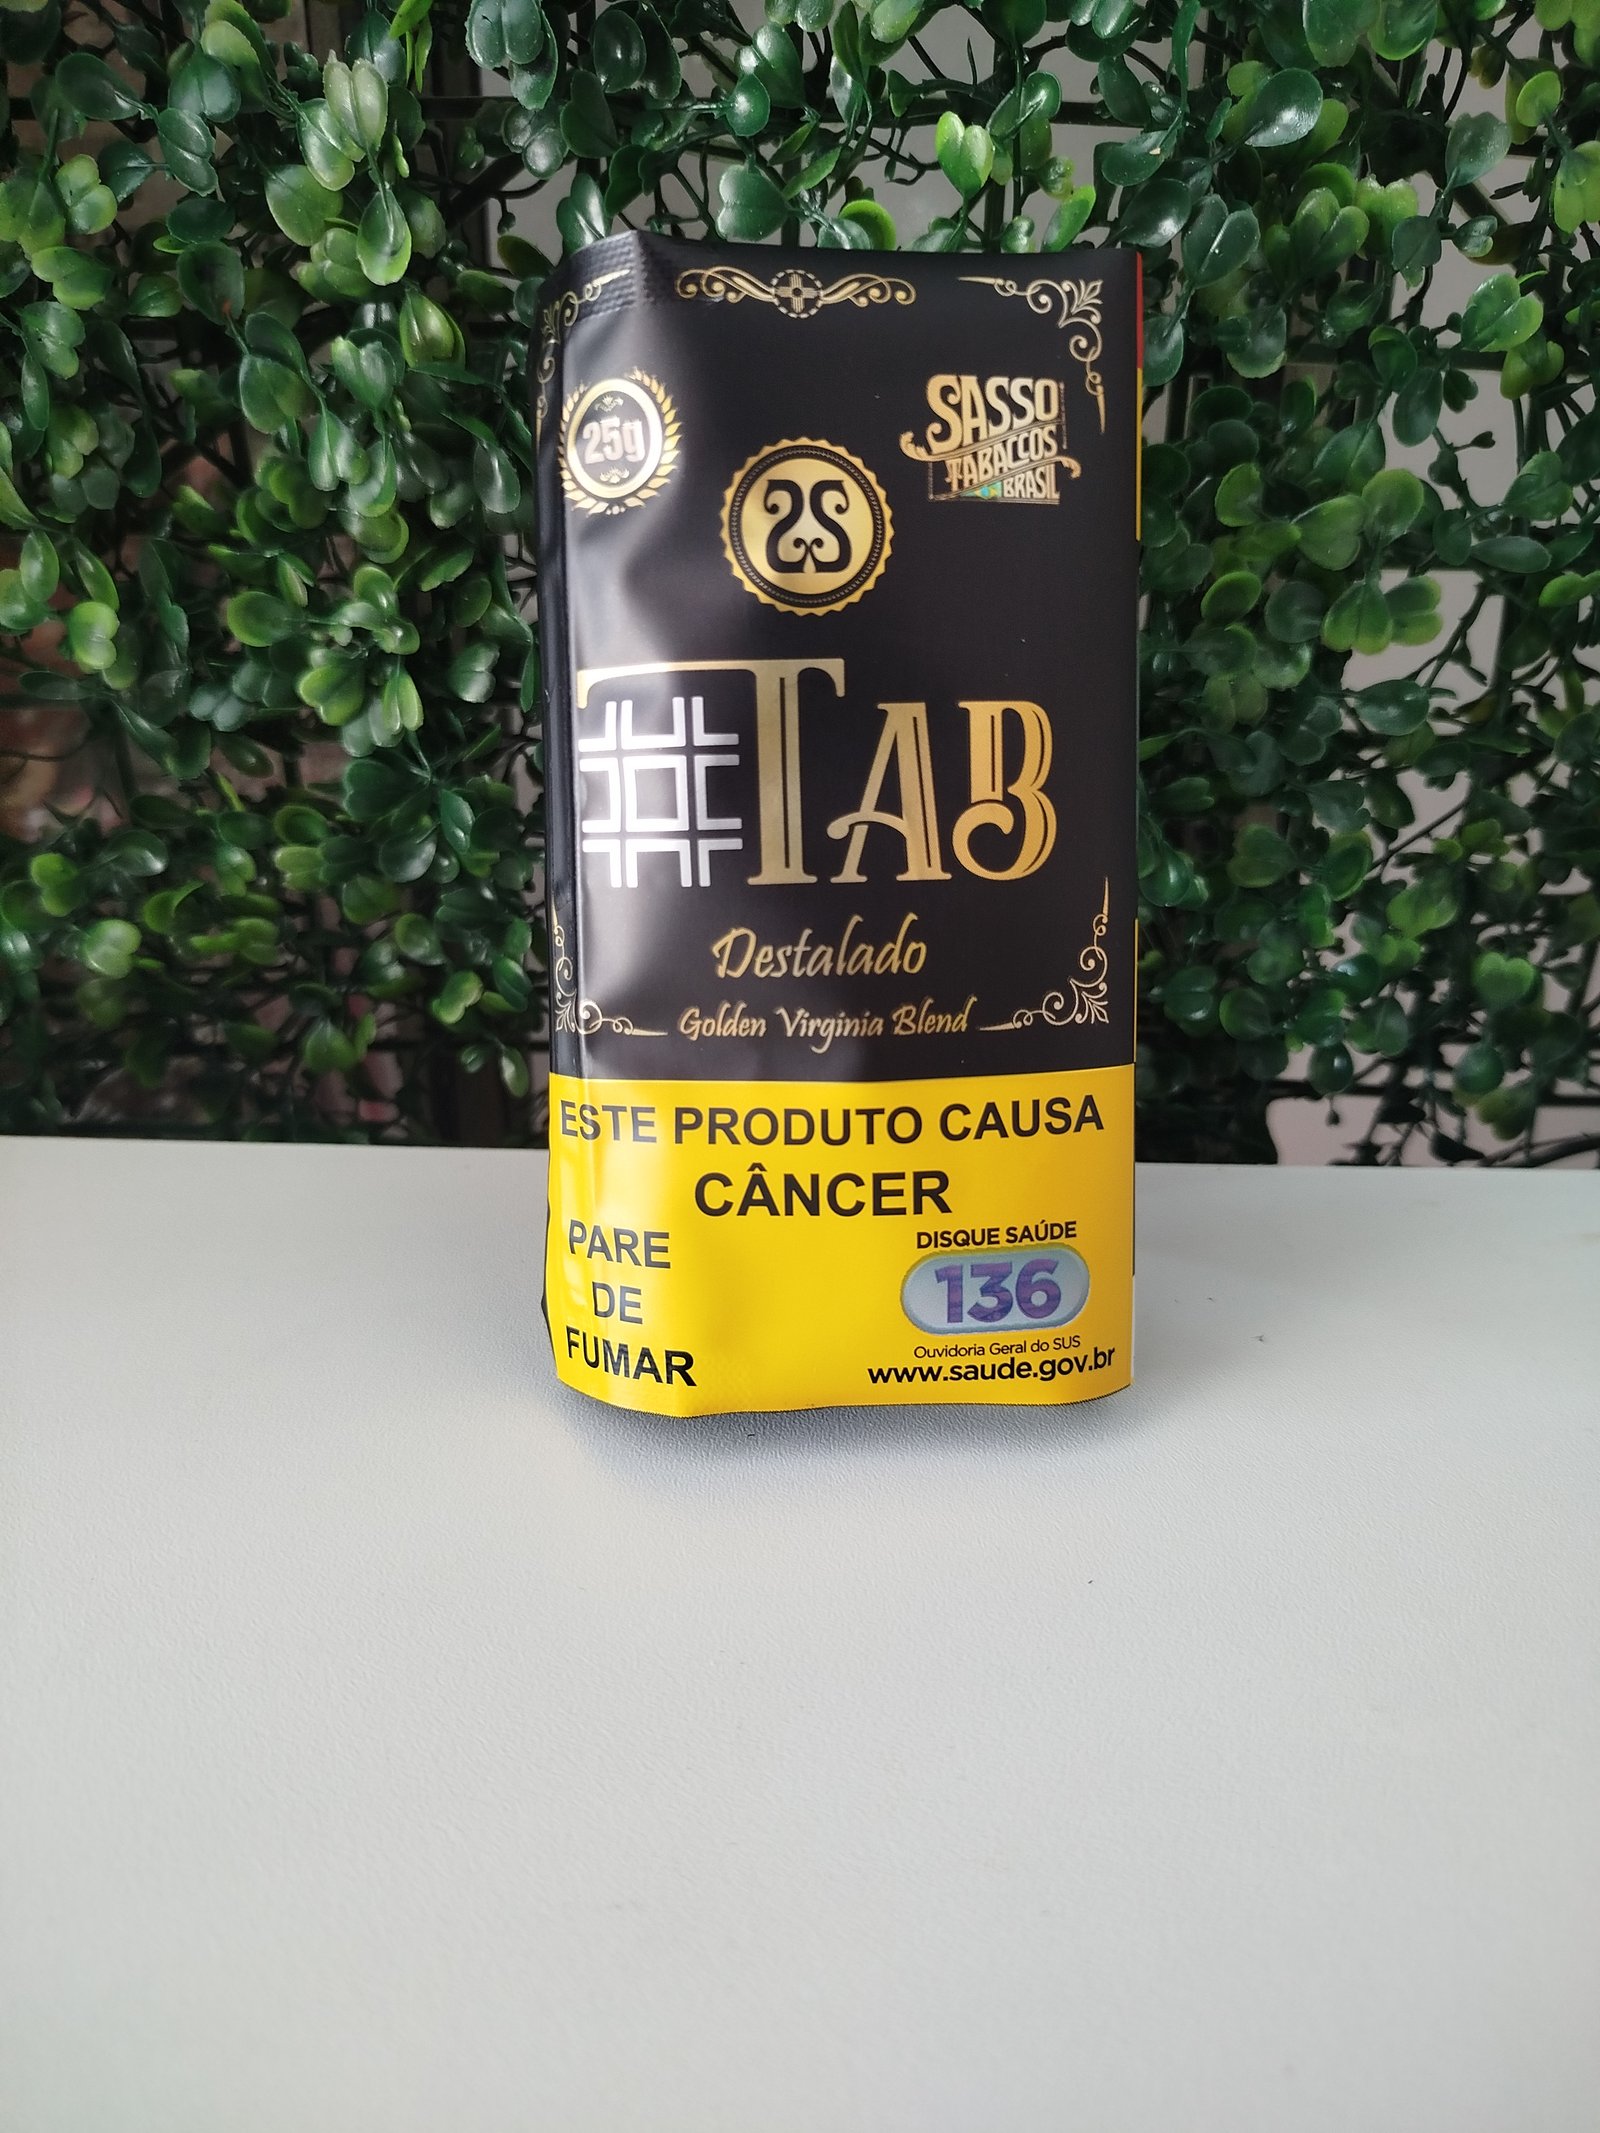 25g
SASSO
TABACCOS
BRASIL
#TAB
Destalado
Golden Virginia Blend
ESTE PRODUTO CAUSA
CÂNCER
PARE
DE
FUMAR
DISQUE SAÚDE
136
Ouvidoria Geral do SUS
www.saude.gov.br